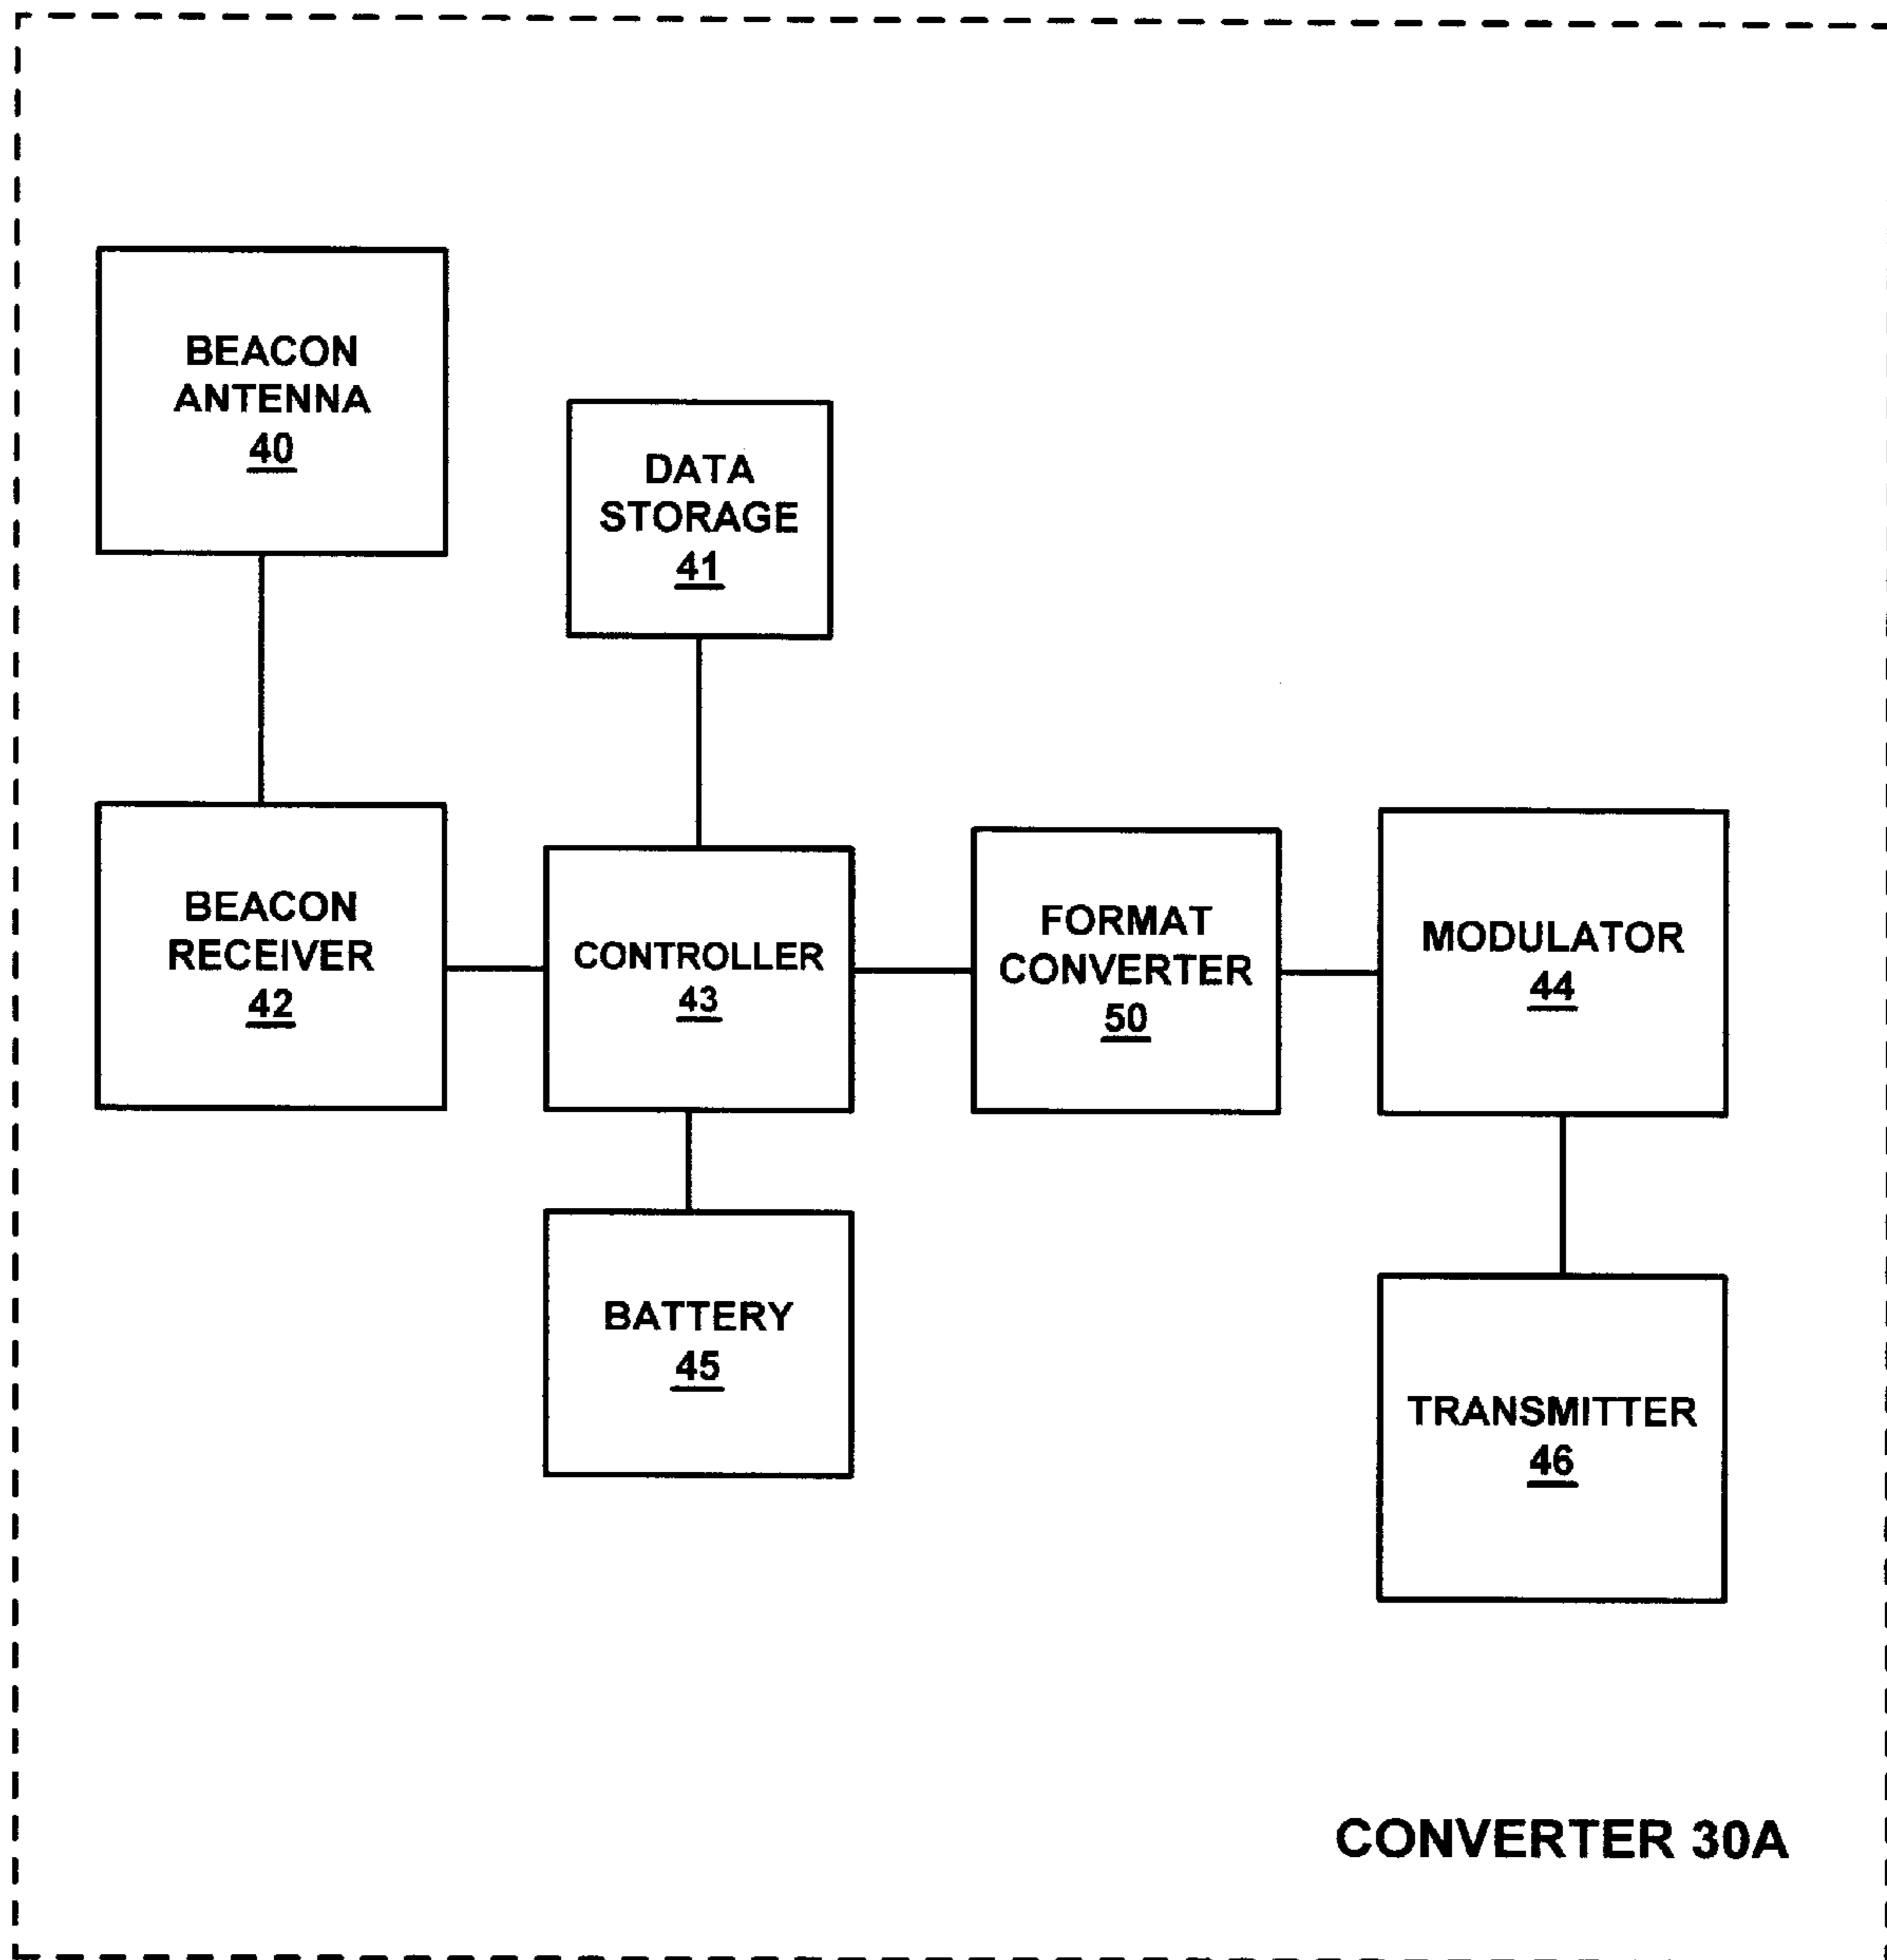 BEACON
ANTENNA
40
DATA
STORAGE
41
BEACON
RECEIVER
42
CONTROLLER
43
FORMAT
CONVERTER
50
MODULATOR
44
BATTERY
45
TRANSMITTER
46
CONVERTER 30A